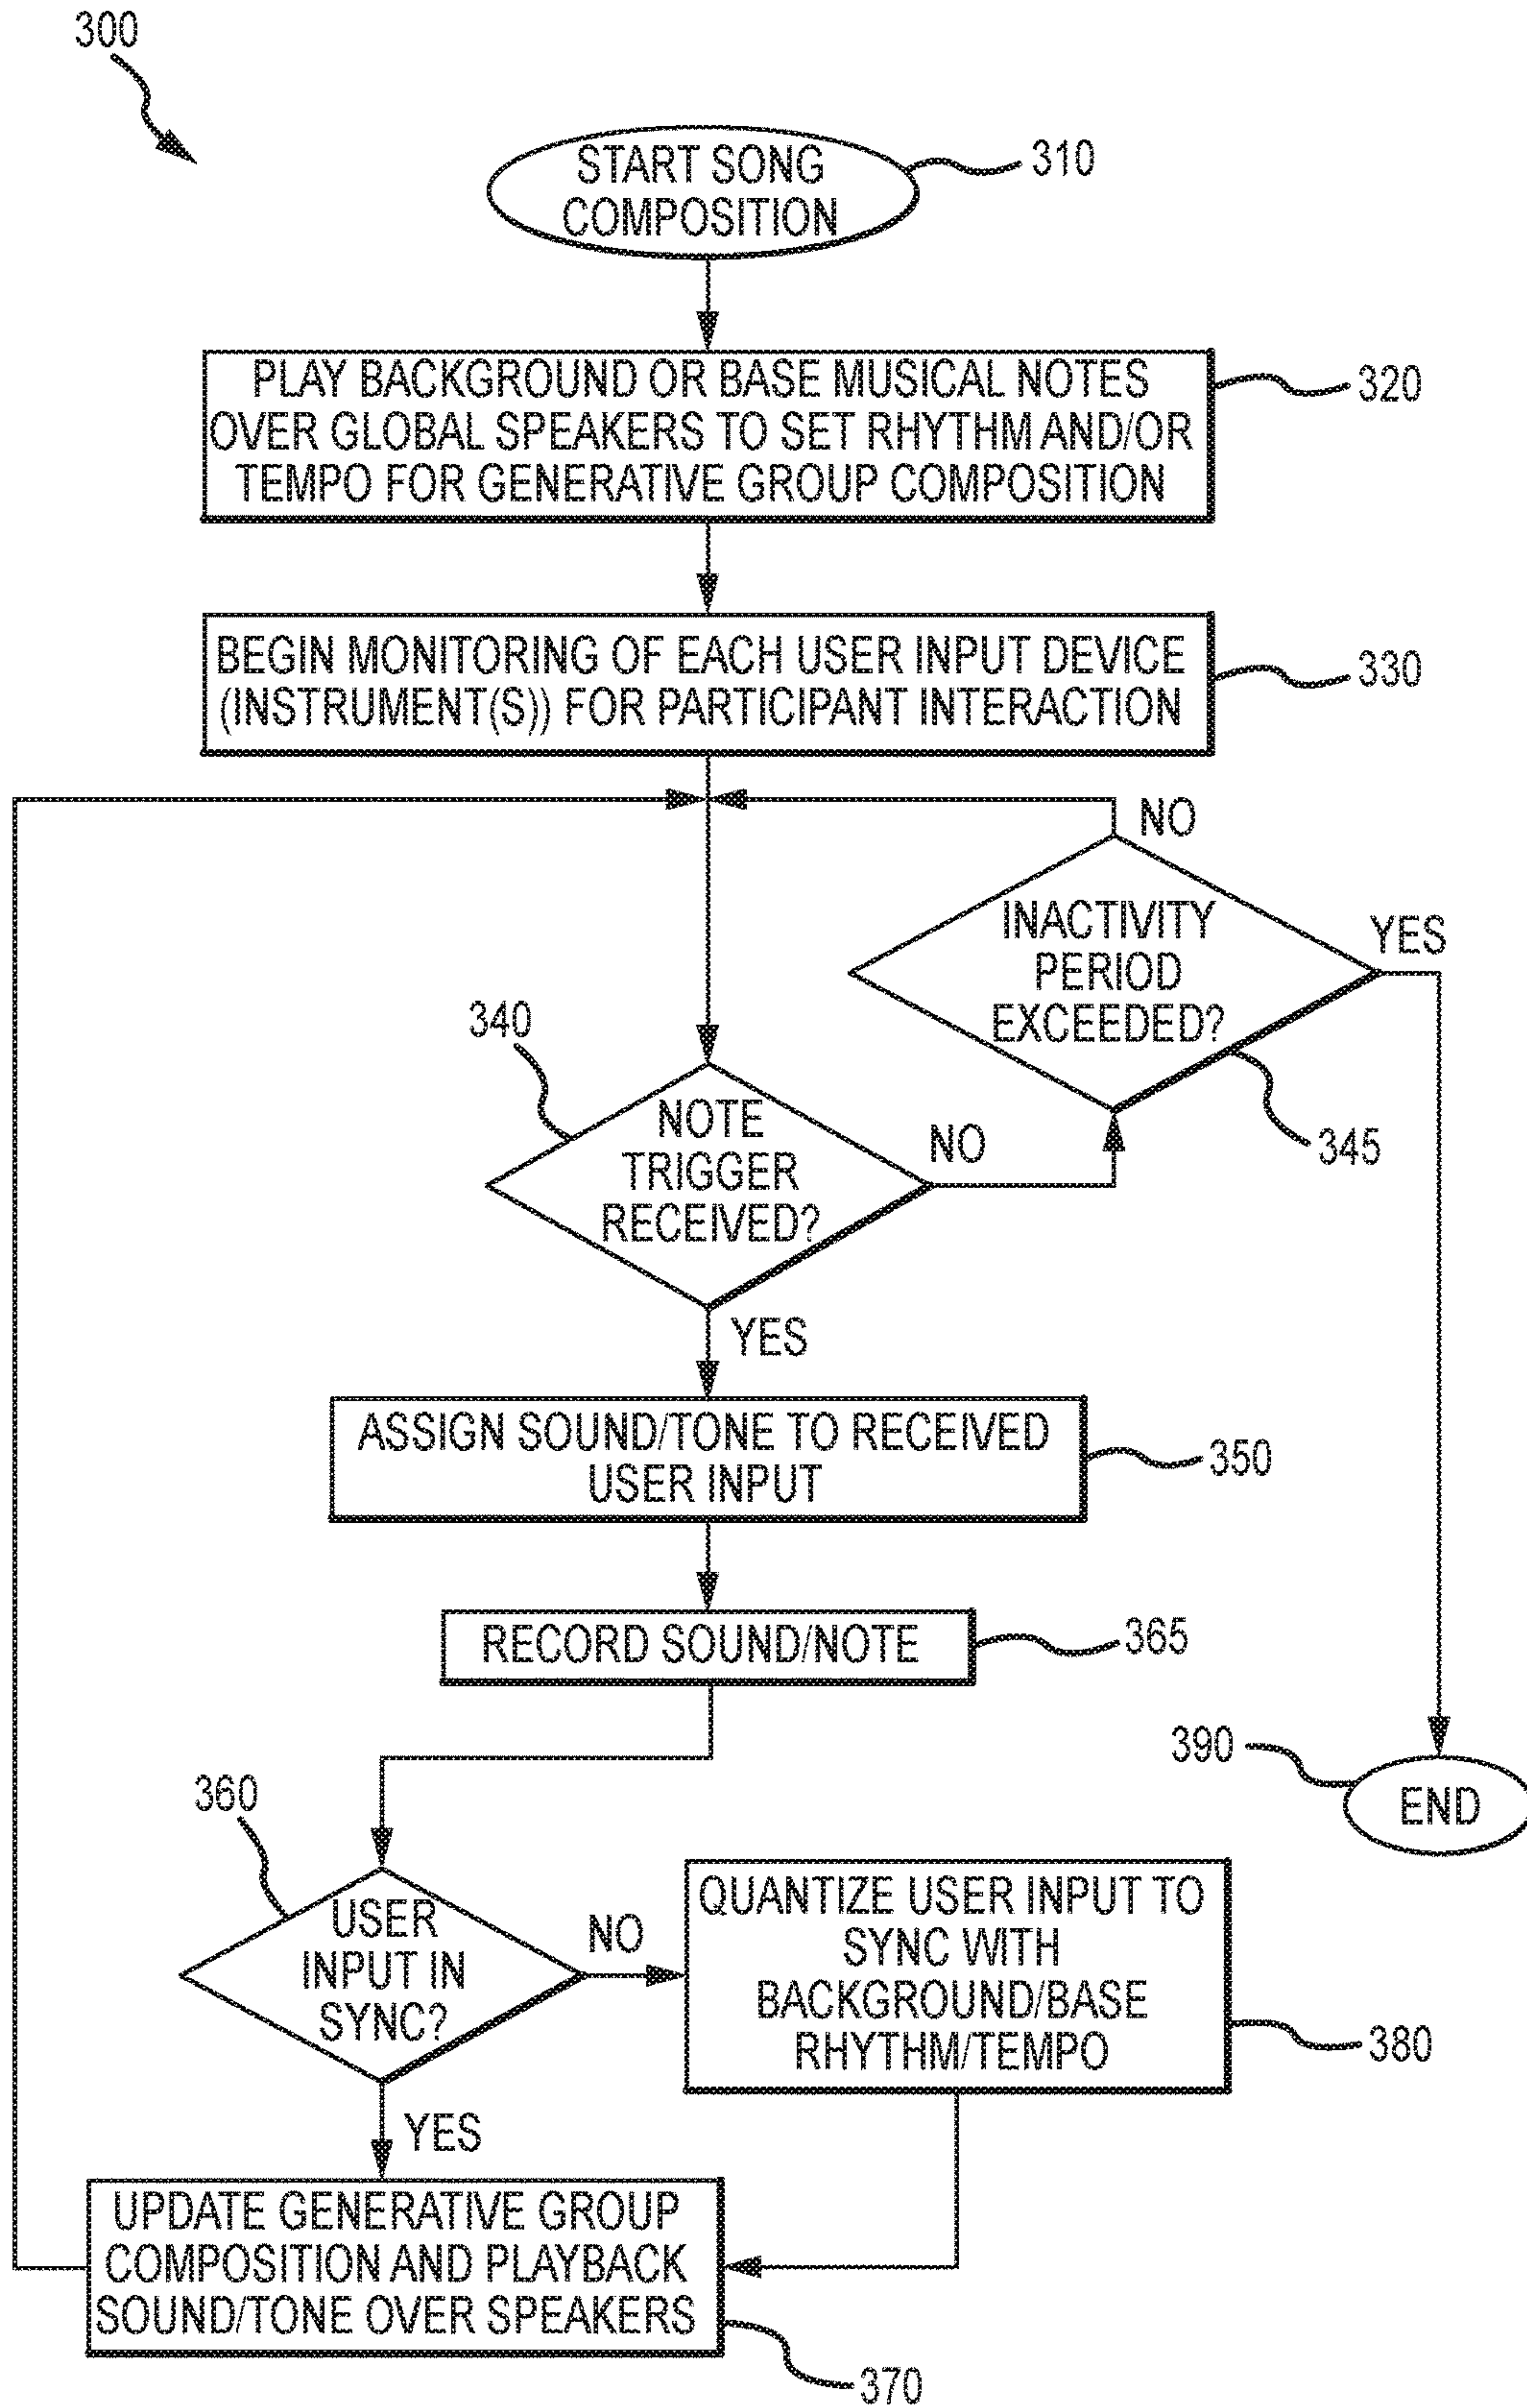 300
START SONG
COMPOSITION
310
PLAY BACKGROUND OR BASE MUSICAL NOTES
OVER GLOBAL SPEAKERS TO SET RHYTHM AND/OR
TEMPO FOR GENERATIVE GROUP COMPOSITION
320
BEGIN MONITORING OF EACH USER INPUT DEVICE
(INSTRUMENT(S)) FOR PARTICIPANT INTERACTION
330
NO
INACTIVITY
PERIOD
EXCEEDED?
YES
345
340
NOTE
TRIGGER
RECEIVED?
NO
YES
ASSIGN SOUND/TONE TO RECEIVED
USER INPUT
350
RECORD SOUND/NOTE
365
390
END
360
USER
INPUT IN
SYNC?
NO
QUANTIZE USER INPUT TO
SYNC WITH
BACKGROUND/BASE
RHYTHM/TEMPO
380
YES
UPDATE GENERATIVE GROUP
COMPOSITION AND PLAYBACK
SOUND/TONE OVER SPEAKERS
370